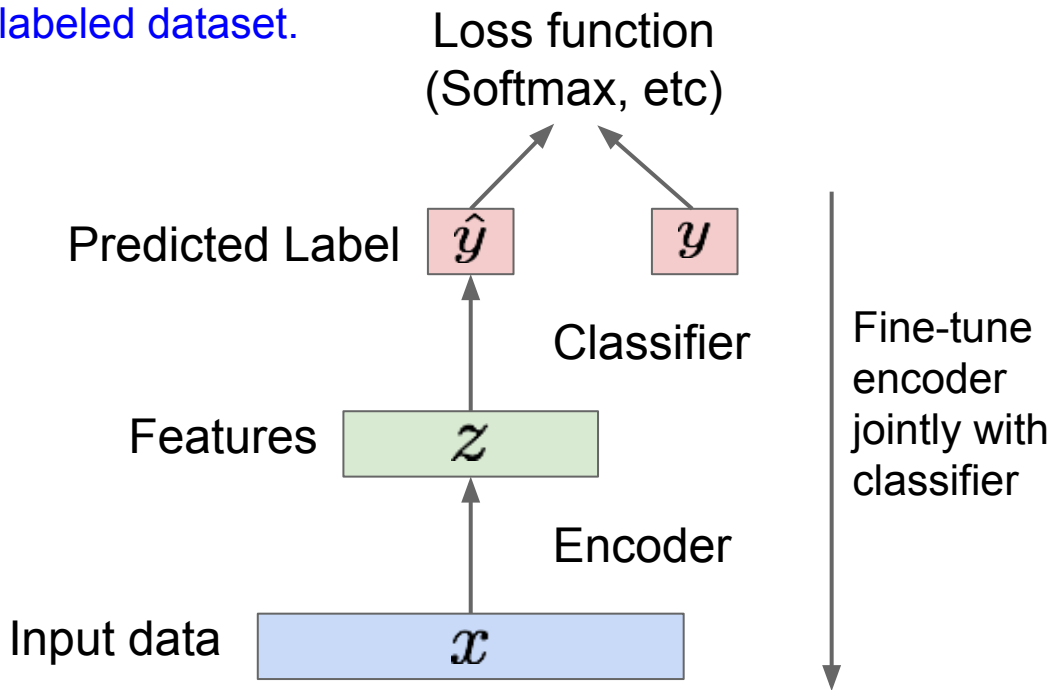 labeled dataset.
Loss function
(Softmax, etc)
Predicted Label
ŷ
y
Classifier
Fine-tune
encoder
jointly with
classifier
Features
z
Encoder
Input data
x